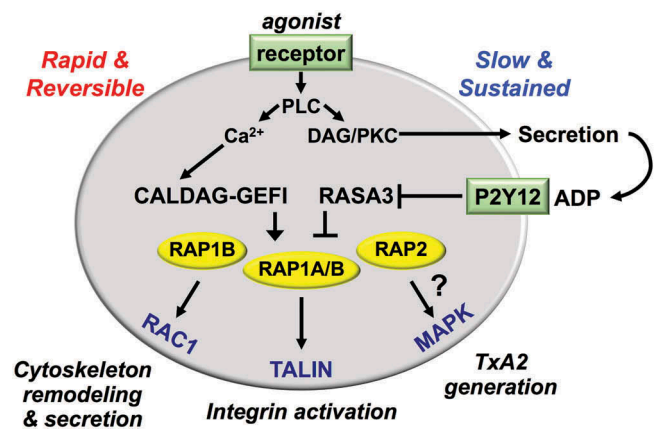 agonist
receptor
Rapid &
Reversible
Slow &
Sustained
PLC
Ca²⁺
DAG/PKC
Secretion
CALDAG-GEFI
RASA3
P2Y12
ADP
RAP1B
RAP1A/B
RAP2
?
RAC1
TALIN
MAPK
Cytoskeleton
remodeling
& secretion
Integrin activation
TxA2
generation